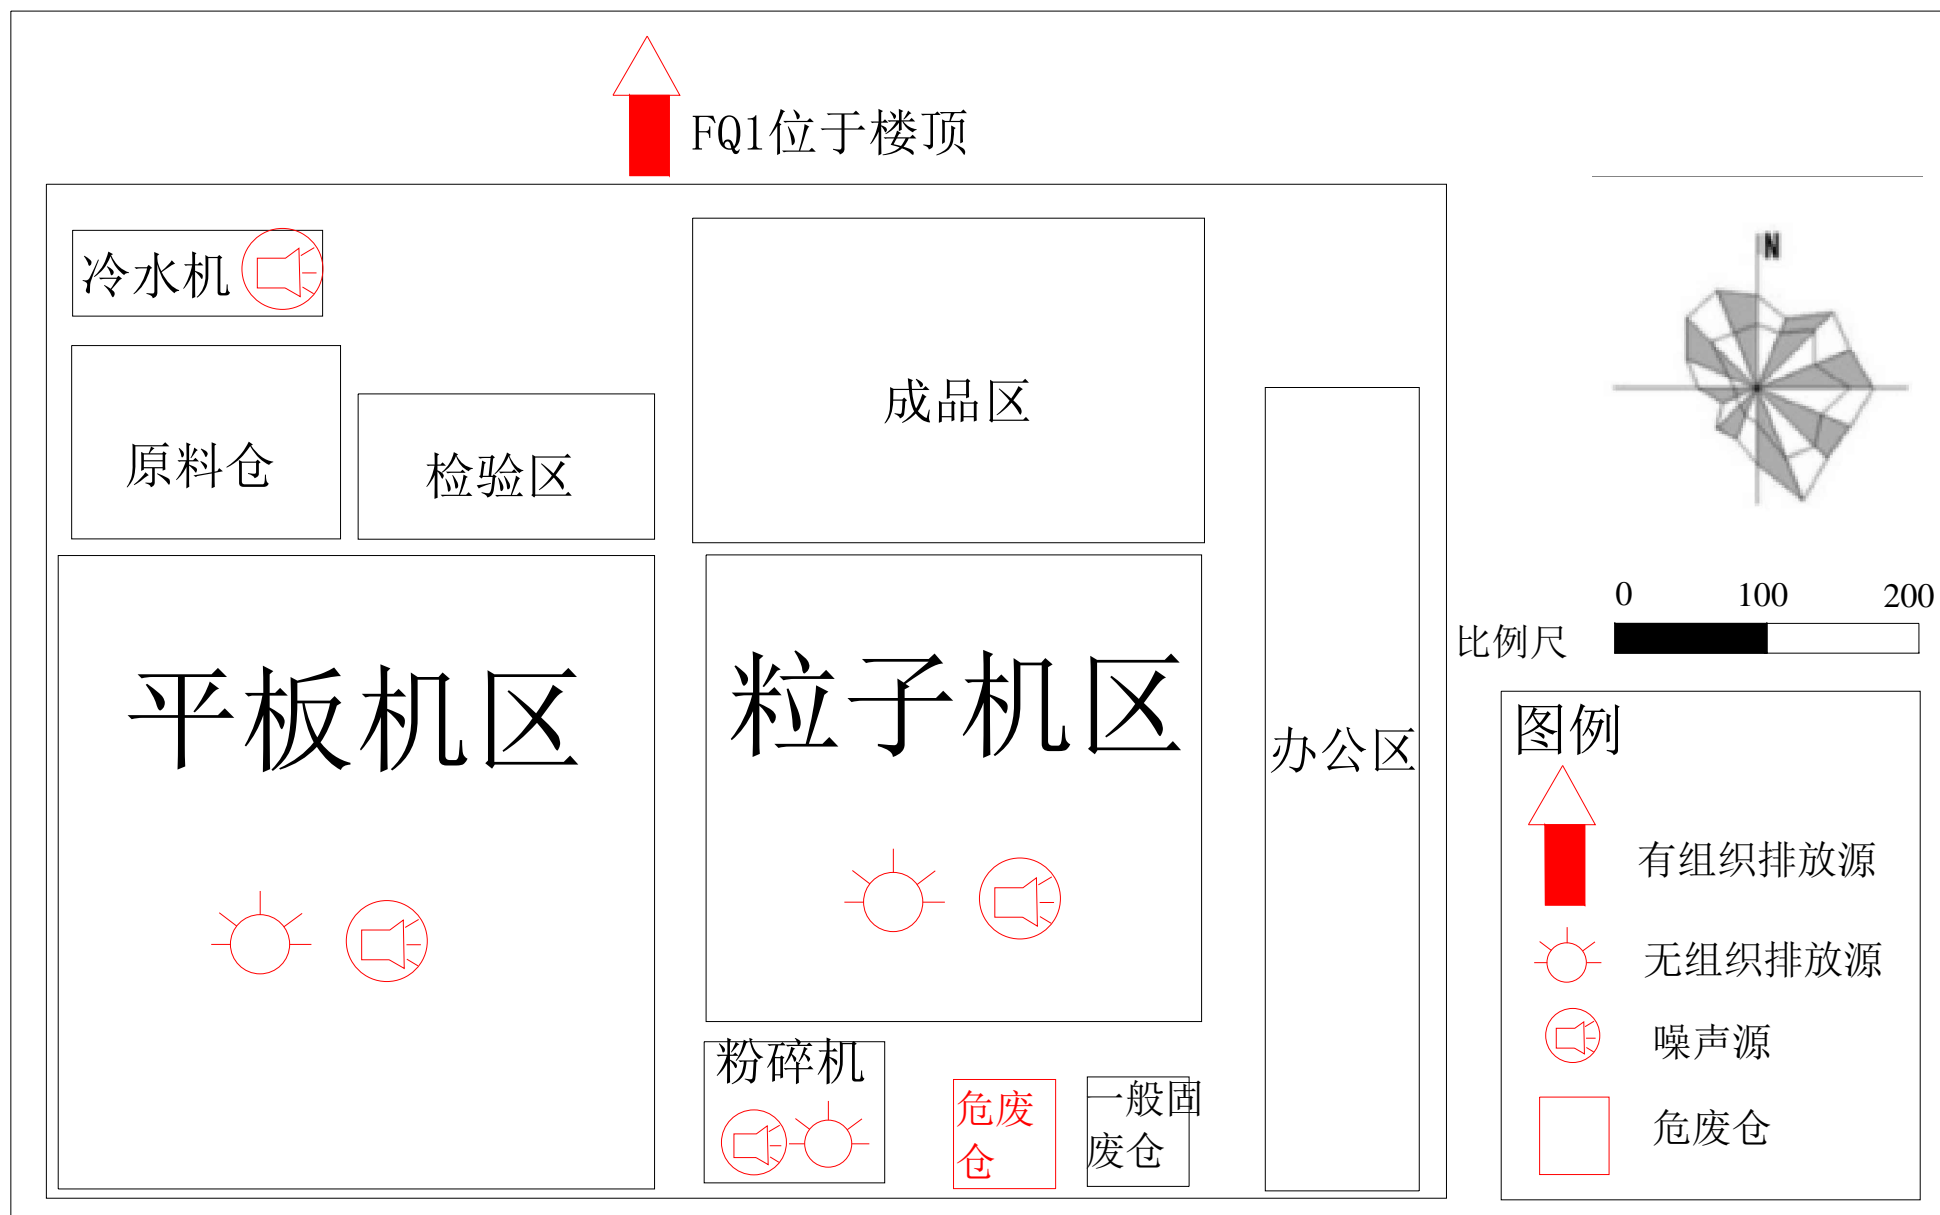 FQ1位于楼顶
冷水机
成品区
原料仓
检验区
平板机区
粒子机区
办公区
粉碎机
危废
仓
一般固
废仓
N
0 100 200
比例尺
图例
有组织排放源
无组织排放源
噪声源
危废仓